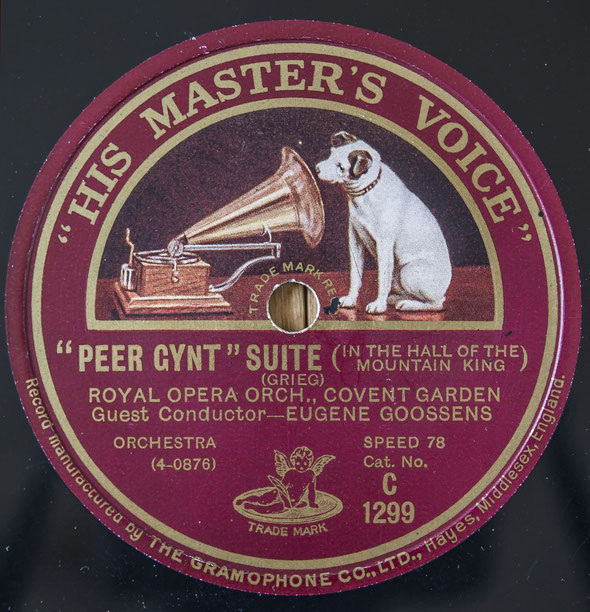 "HIS MASTER'S VOICE"
TRADE MARK RE
"PEER GYNT" SUITE (IN THE HALL OF THE MOUNTAIN KING)
(GRIEG)
ROYAL OPERA ORCH., COVENT GARDEN
Guest Conductor—EUGENE GOOSSENS
ORCHESTRA SPEED 78
(4-0876) Cat. No.
C
1299
TRADE MARK
Record manufactured by THE GRAMOPHONE CO., LTD., Hayes, Middlesex, England.